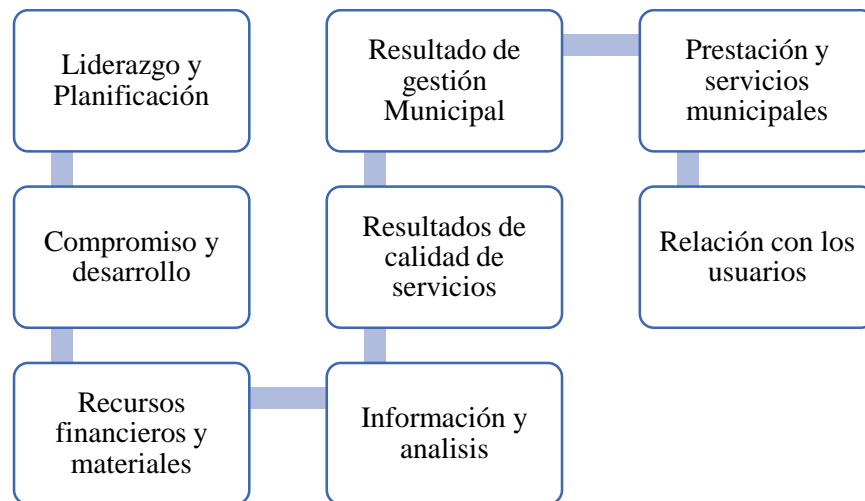 Liderazgo y
Planificación
Compromiso y
desarrollo
Recursos
financieros y
materiales
Información y
analisis
Resultados de
calidad de
servicios
Resultado de
gestión
Municipal
Prestación y
servicios
municipales
Relación con los
usuarios